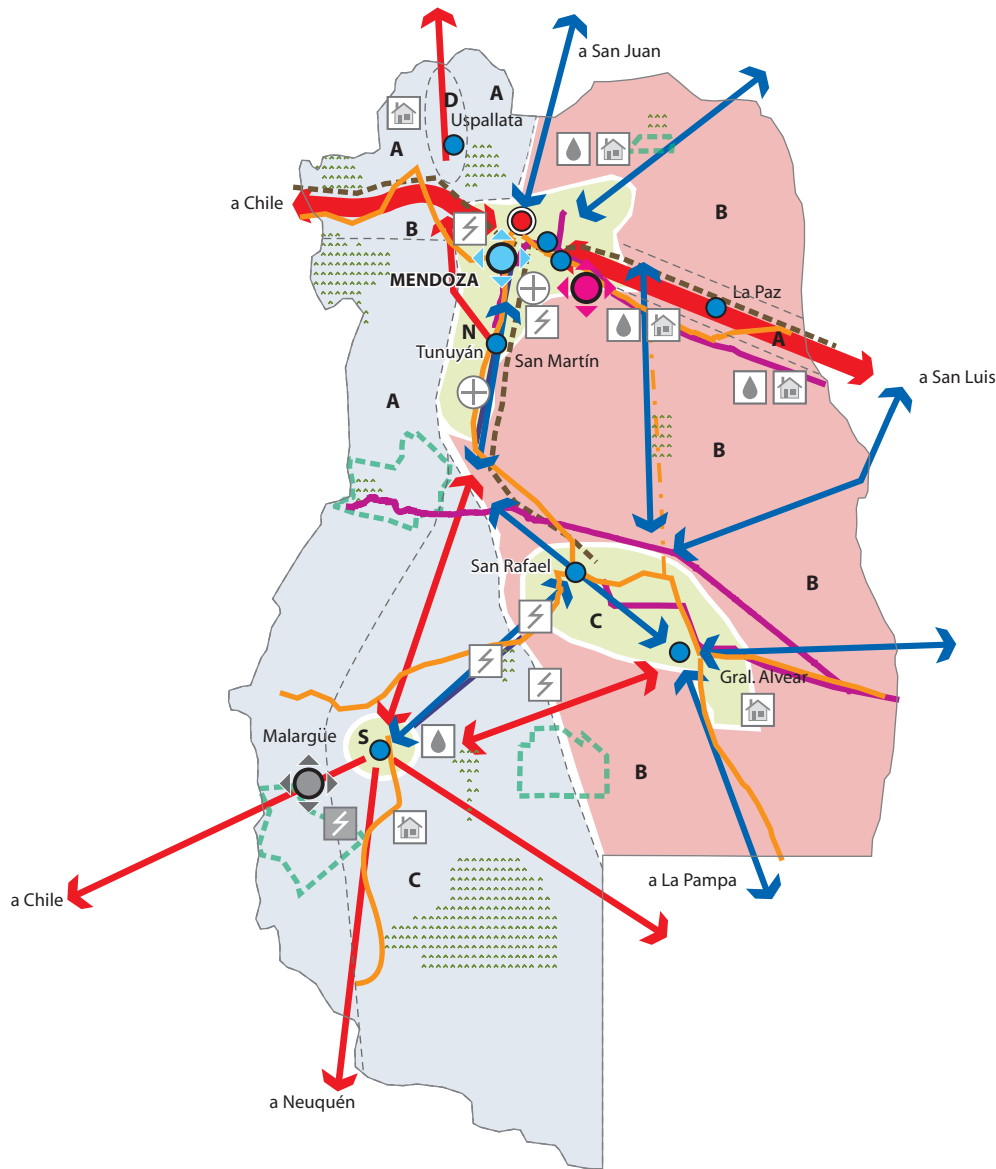 a San Juan
D
A
Uspallata
A
a Chile
B
B
MENDOZA
La Paz
N
Tunuyán
San Martín
A
a San Luis
A
B
San Rafael
B
C
Gral. Alvear
S
Malargüe
B
C
a La Pampa
a Chile
a Neuquén